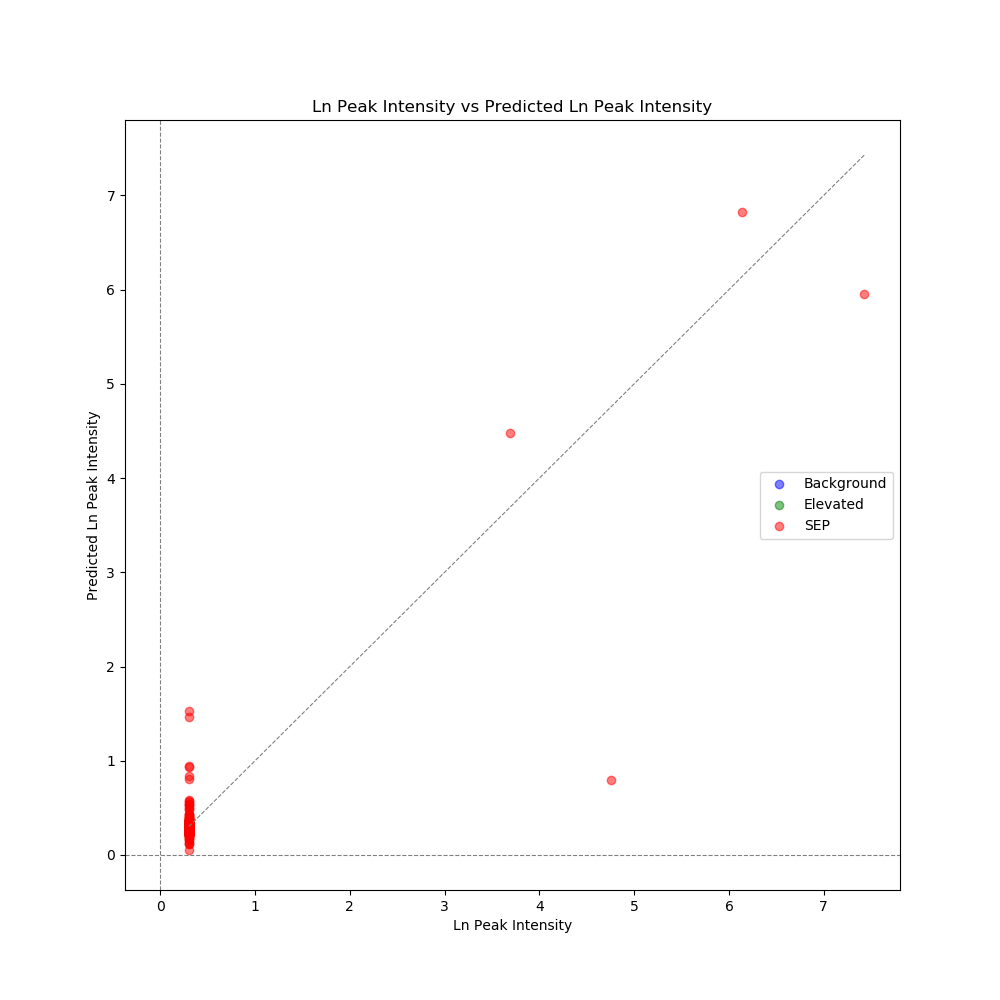 Ln Peak Intensity vs Predicted Ln Peak Intensity
7
6
5
4
3
2
1
0
Predicted Ln Peak Intensity
Background
Elevated
SEP
0 1 2 3 4 5 6 7
Ln Peak Intensity